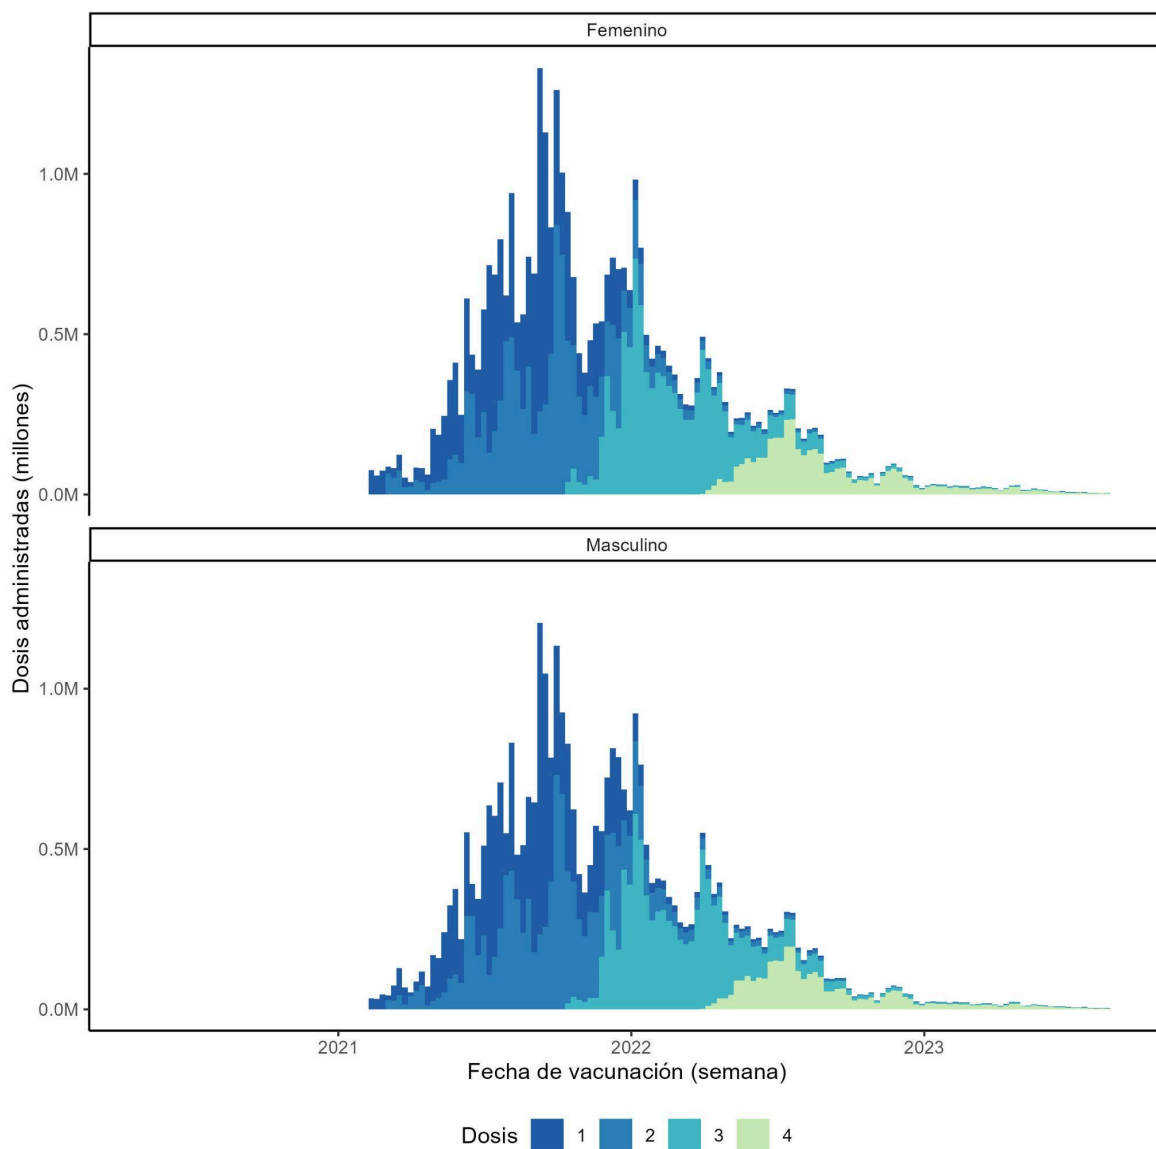 Femenino
1.0M
0.5M
0.0M
Masculino
1.0M
0.5M
0.0M
Dosis administradas (millones)
2021 2022 2023
Fecha de vacunación (semana)
Dosis 1 2 3 4